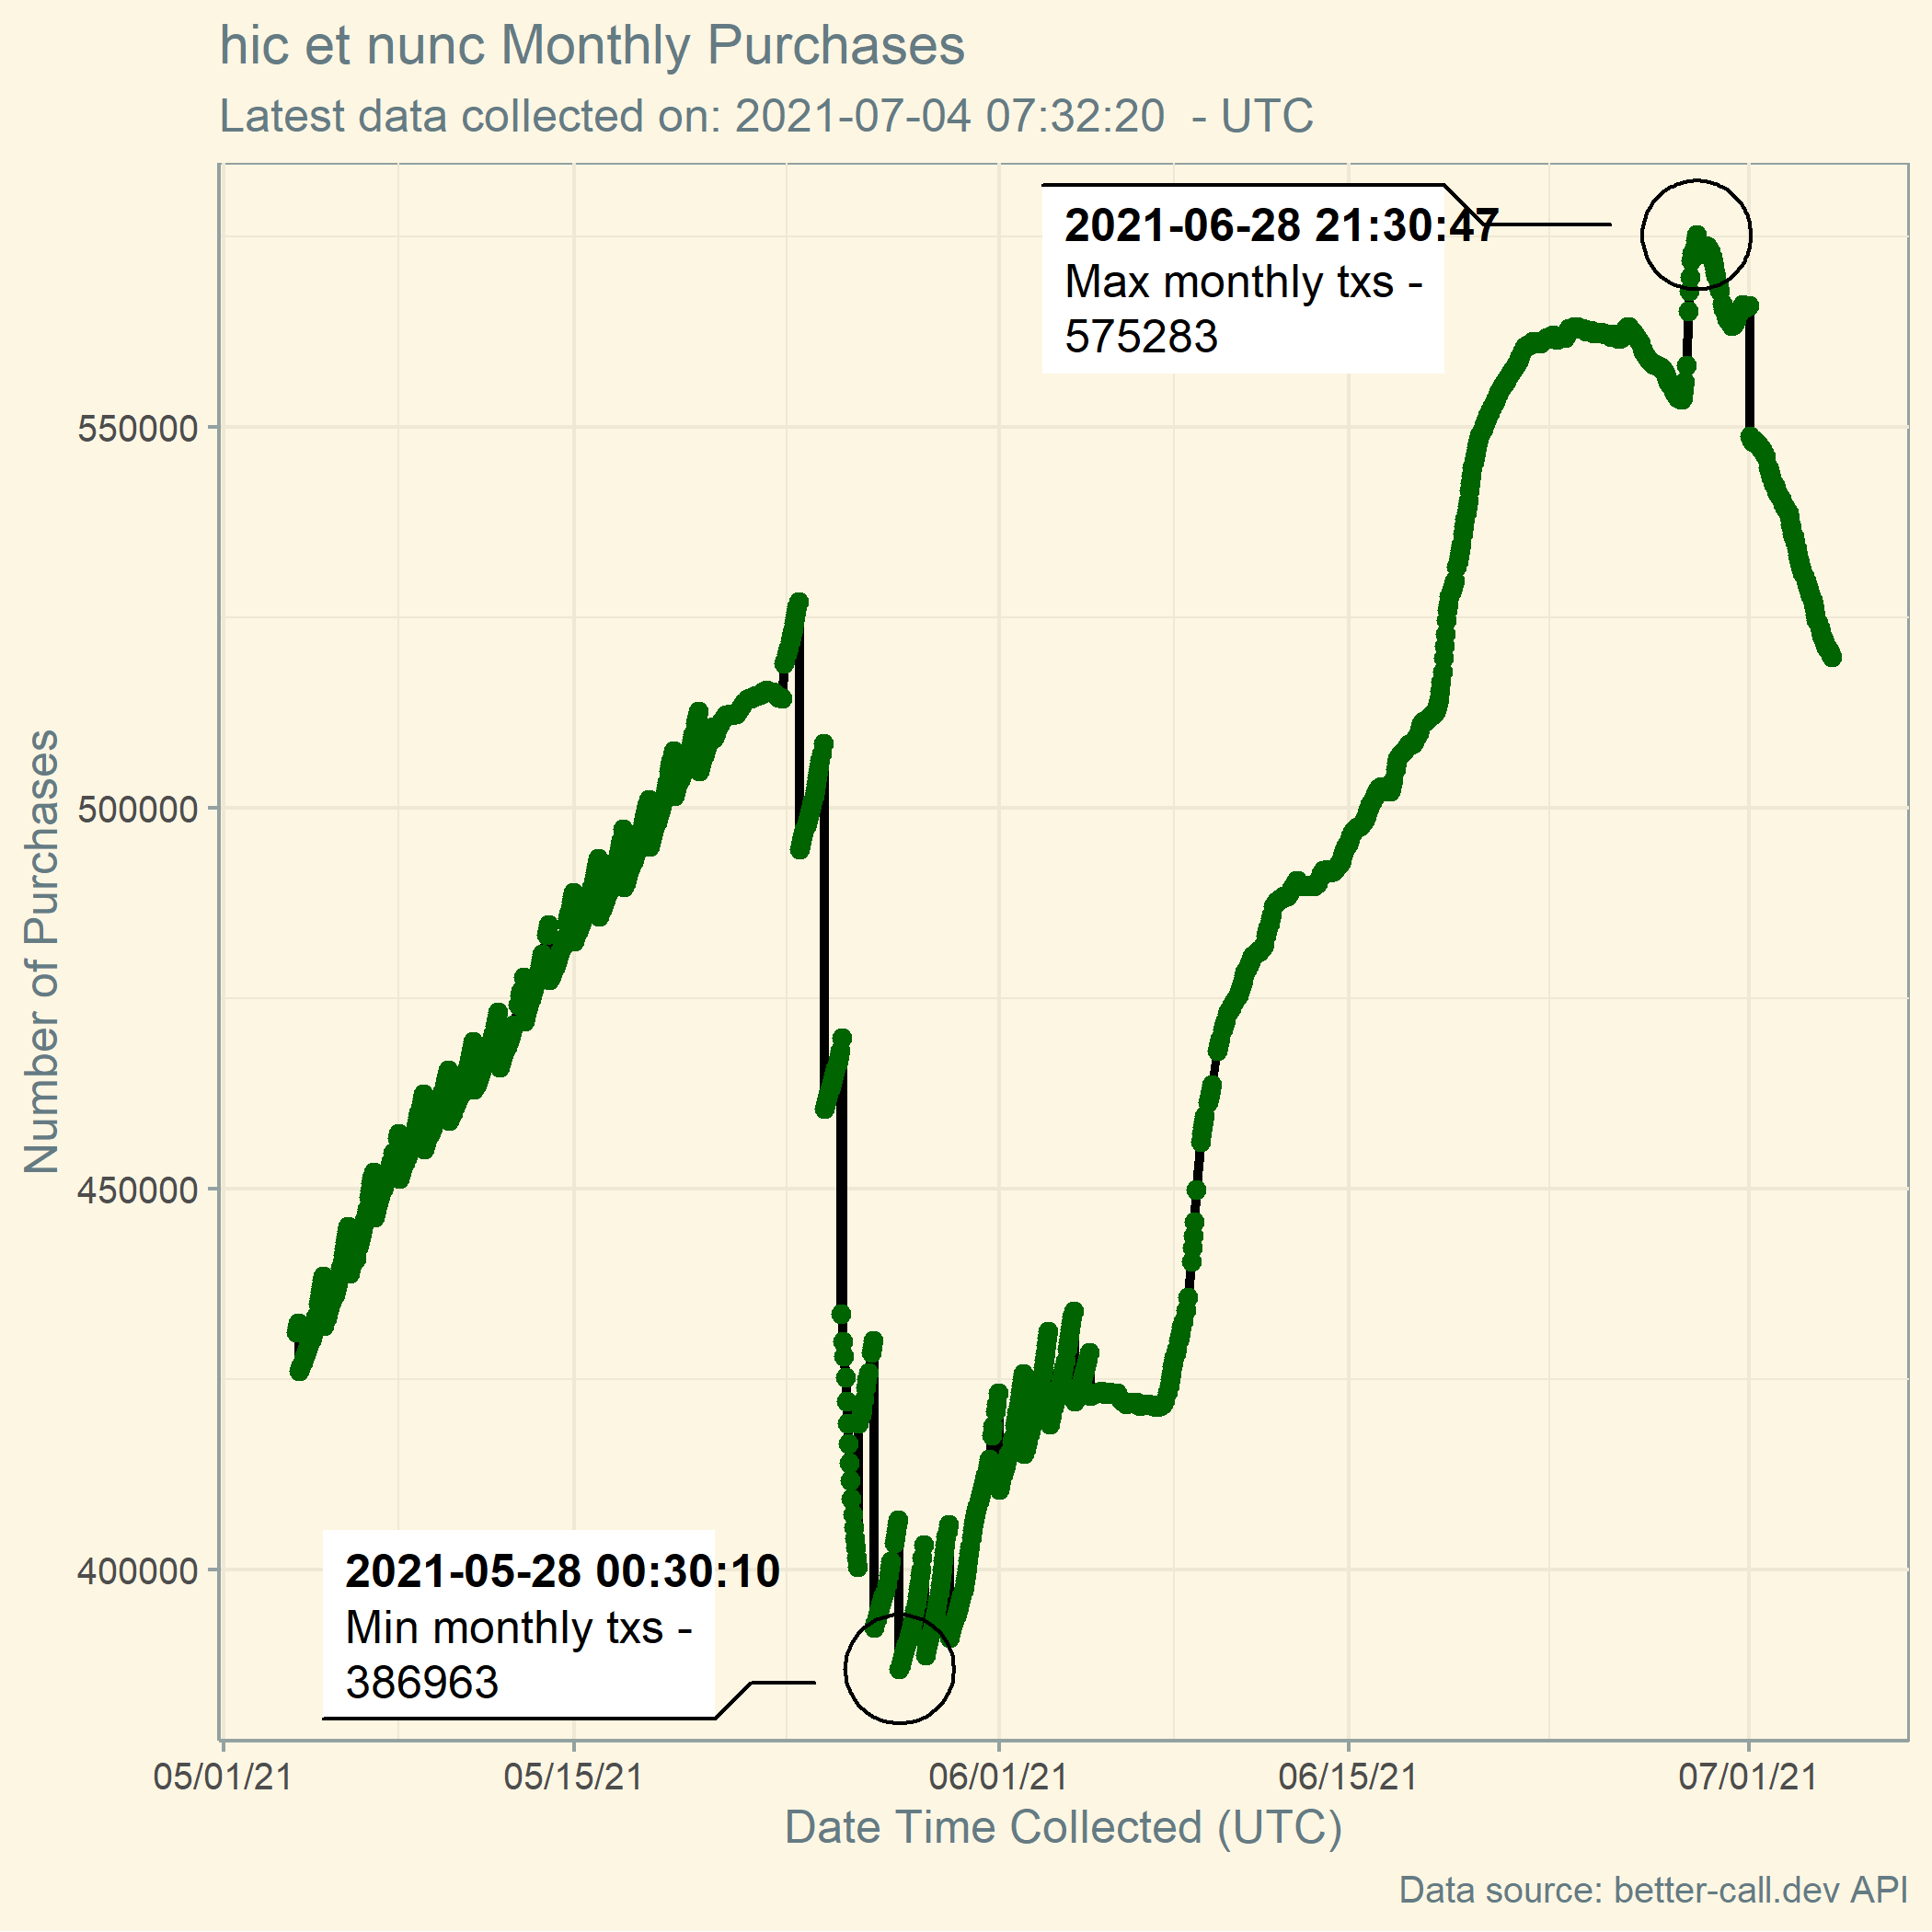 hic et nunc Monthly Purchases
Latest data collected on: 2021-07-04 07:32:20  - UTC
2021-06-28 21:30:47
Max monthly txs -
575283
550000
500000
450000
400000
Number of Purchases
2021-05-28 00:30:10
Min monthly txs -
386963
05/01/21 05/15/21 06/01/21 06/15/21 07/01/21
Date Time Collected (UTC)
Data source: better-call.dev API